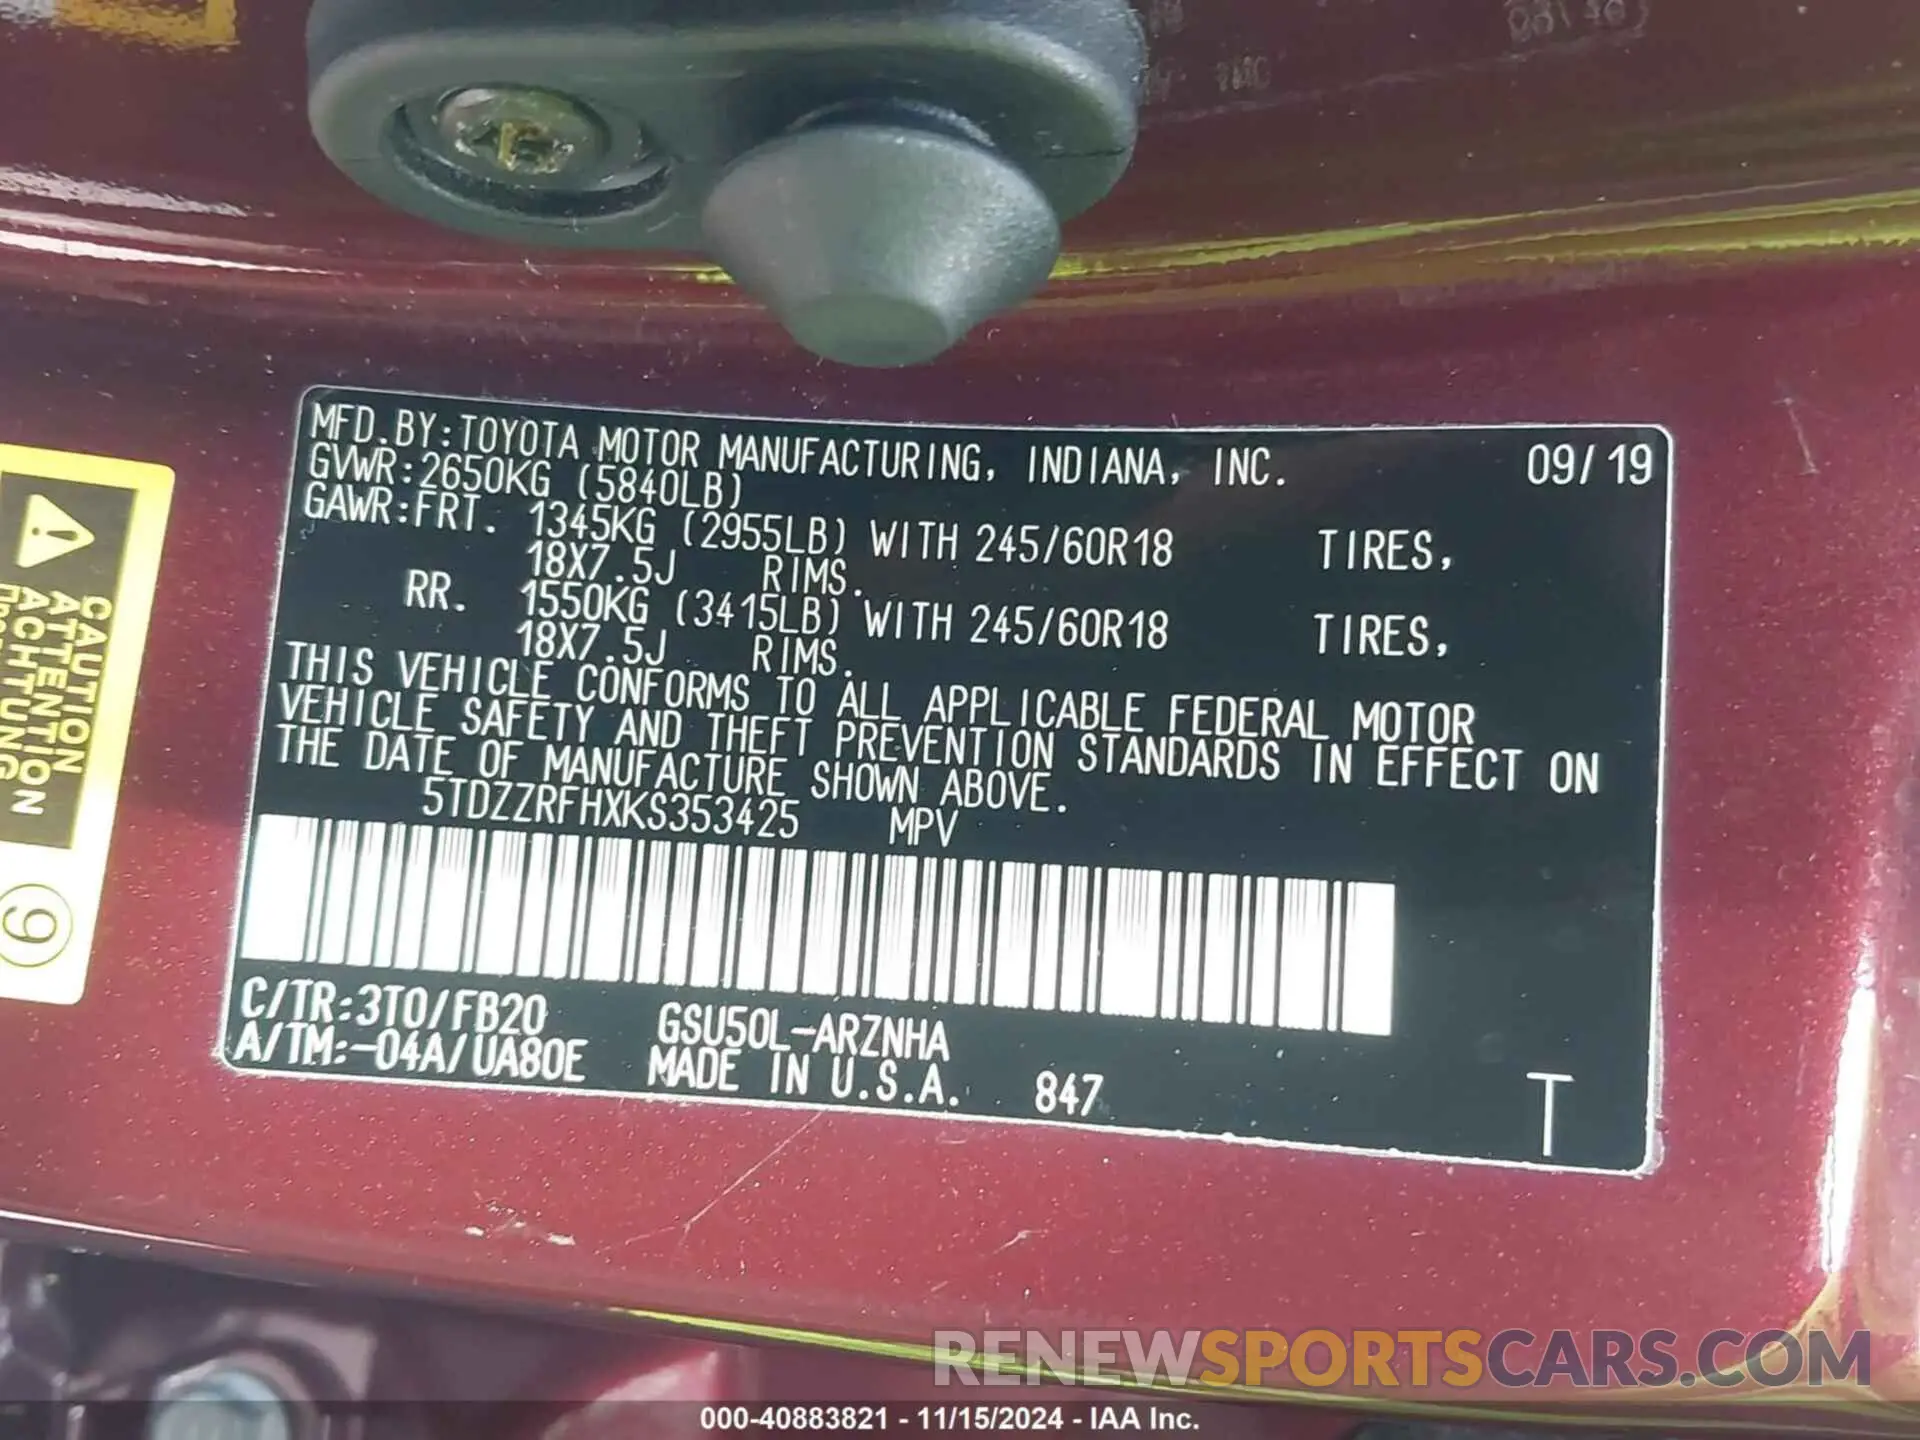 MFD.BY:TOYOTA MOTOR MANUFACTURING, INDIANA, INC. 09/19
GVWR:2650KG (5840LB)
GAWR:FRT. 1345KG (2955LB) WITH 245/60R18 TIRES,
18X7.5J RIMS.
RR. 1550KG (3415LB) WITH 245/60R18 TIRES,
18X7.5J RIMS.
THIS VEHICLE CONFORMS TO ALL APPLICABLE FEDERAL MOTOR
VEHICLE SAFETY AND THEFT PREVENTION STANDARDS IN EFFECT ON
THE DATE OF MANUFACTURE SHOWN ABOVE.
5TDZZRFHXKS353425 MPV
C/TR:3T0/FB20 GSU50L-ARZNHA
A/TM:-04A/UA80E MADE IN U.S.A. 847
T
CAUTION
ATTENTION
ACHTUNG
9
RENEWSPORTSCARS.COM
000-40883821 - 11/15/2024 - IAA Inc.